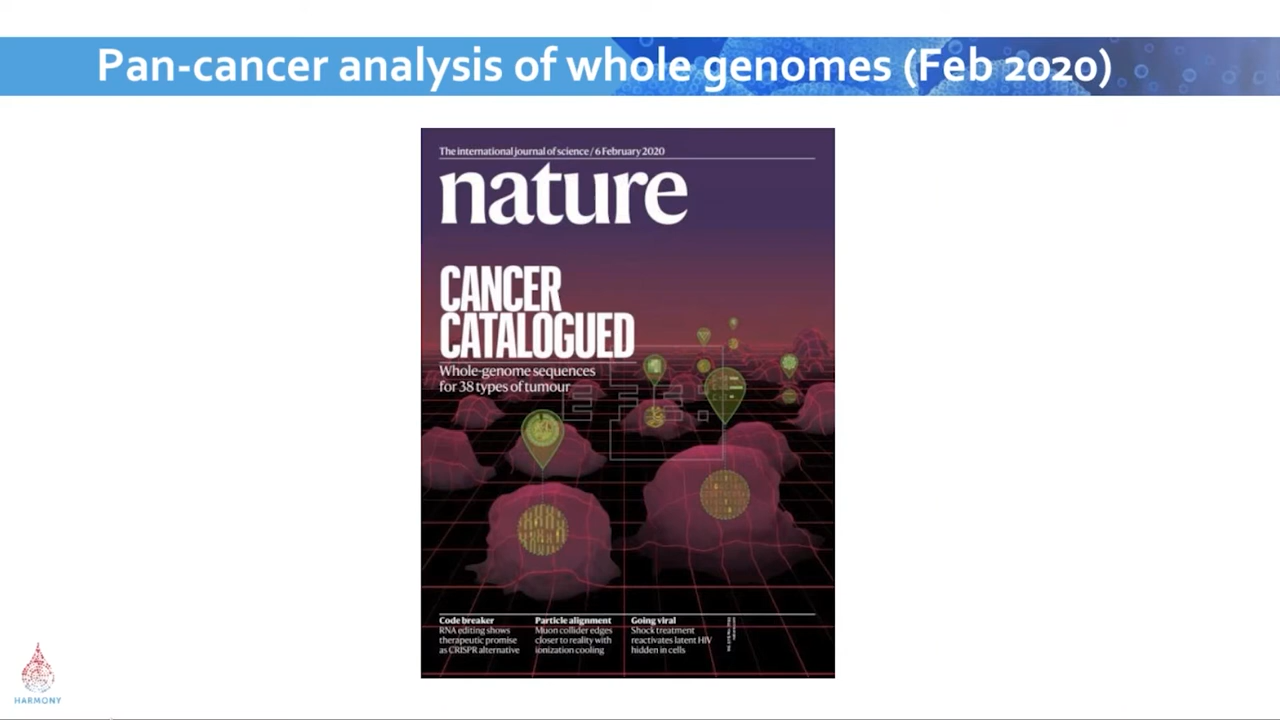 Pan-cancer analysis of whole genomes (Feb 2020)
The international journal of science / 6 February 2020
nature
CANCER
CATALOGUED
Whole-genome sequences
for 38 types of tumour
EFE:
Code breaker
RNA editing shows
therapeutic promise
as CRISPR alternative
Particle alignment
Muon collider edges
closer to reality with
ionization cooling
Going viral
Shock treatment
reactivates latent HIV
hidden in cells
HARMONY